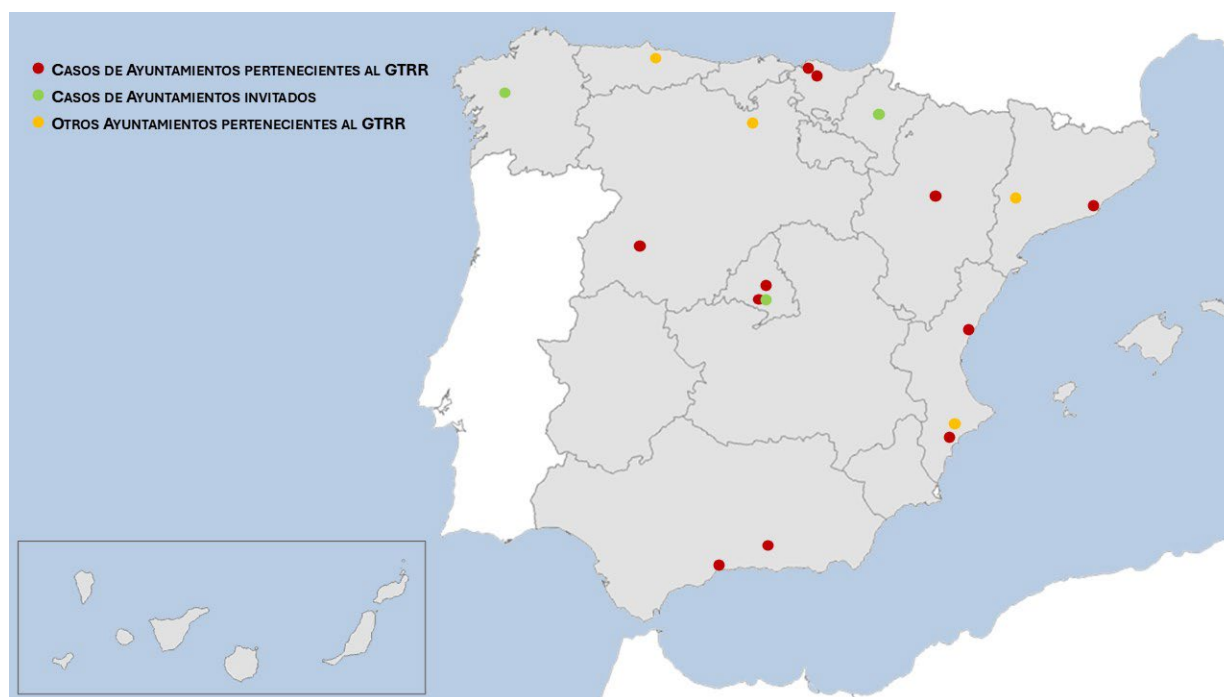 Casos de Ayuntamientos pertenecientes al GTRR
Casos de Ayuntamientos invitados
Otros Ayuntamientos pertenecientes al GTRR